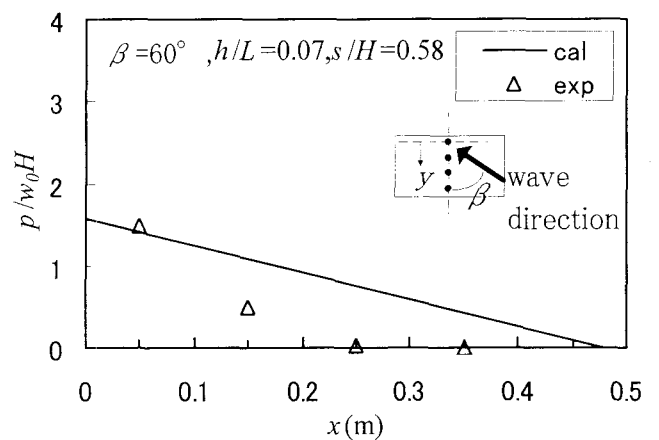 4
β=60° ,h/L=0.07,s/H=0.58
cal
exp
3
p/w₀H
2
y
β
wave
direction
1
0
0 0.1 0.2 0.3 0.4 0.5
x(m)